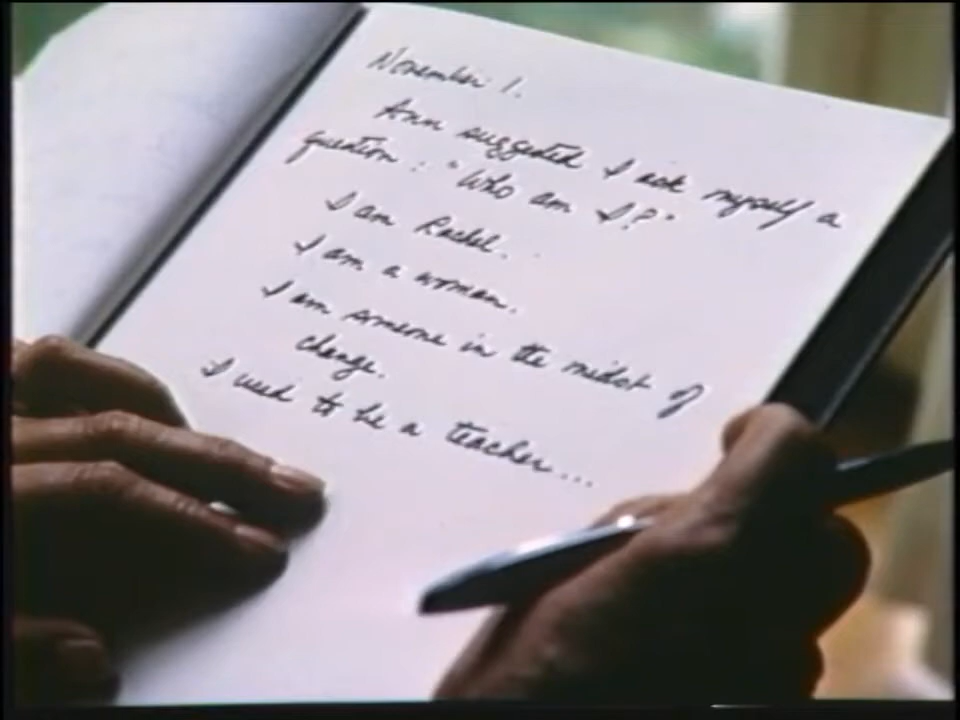 November 1.
Ann suggested I ask myself a
question: "Who am I?"
I am Rachel.
I am a woman.
I am someone in the midst of
change.
I used to be a teacher...